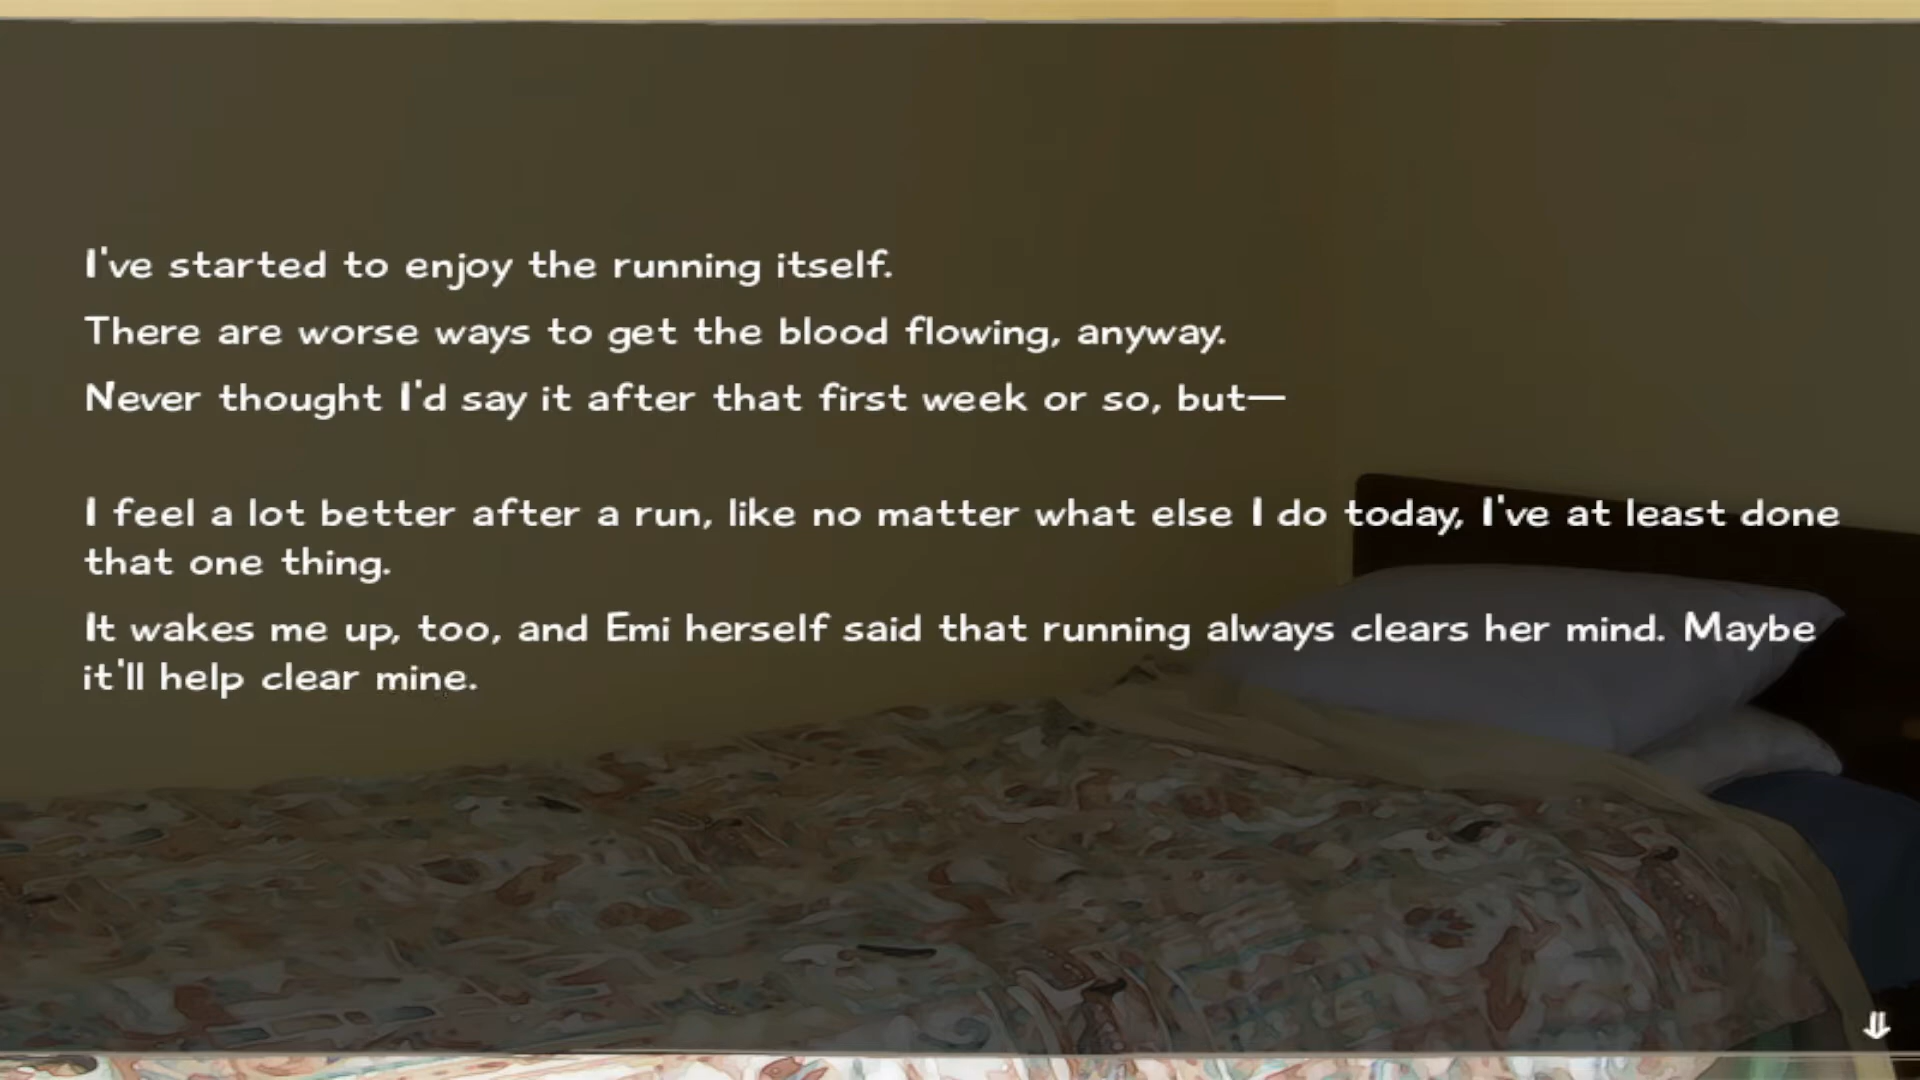 I've started to enjoy the running itself.
There are worse ways to get the blood flowing, anyway.
Never thought I'd say it after that first week or so, but—
I feel a lot better after a run, like no matter what else I do today, I've at least done
that one thing.
It wakes me up, too, and Emi herself said that running always clears her mind. Maybe
it'll help clear mine.